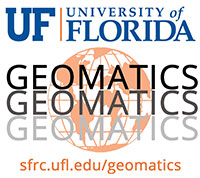 UF UNIVERSITY of
FLORIDA
GEOMATICS
GEOMATICS
GEOMATICS
sfrc.ufl.edu/geomatics